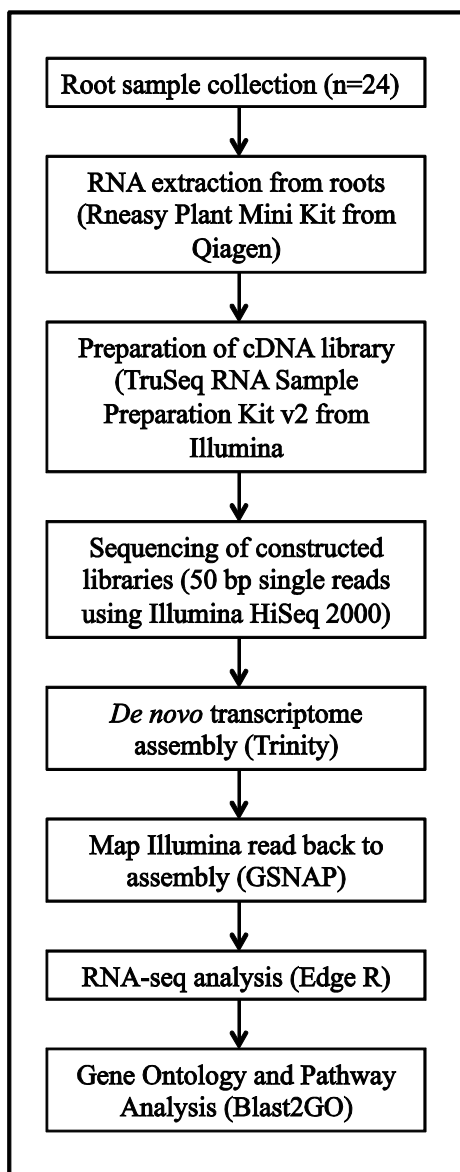 Root sample collection (n=24)
RNA extraction from roots
(Rneasy Plant Mini Kit from
Qiagen)
Preparation of cDNA library
(TruSeq RNA Sample
Preparation Kit v2 from
Illumina
Sequencing of constructed
libraries (50 bp single reads
using Illumina HiSeq 2000)
De novo transcriptome
assembly (Trinity)
Map Illumina read back to
assembly (GSNAP)
RNA-seq analysis (Edge R)
Gene Ontology and Pathway
Analysis (Blast2GO)